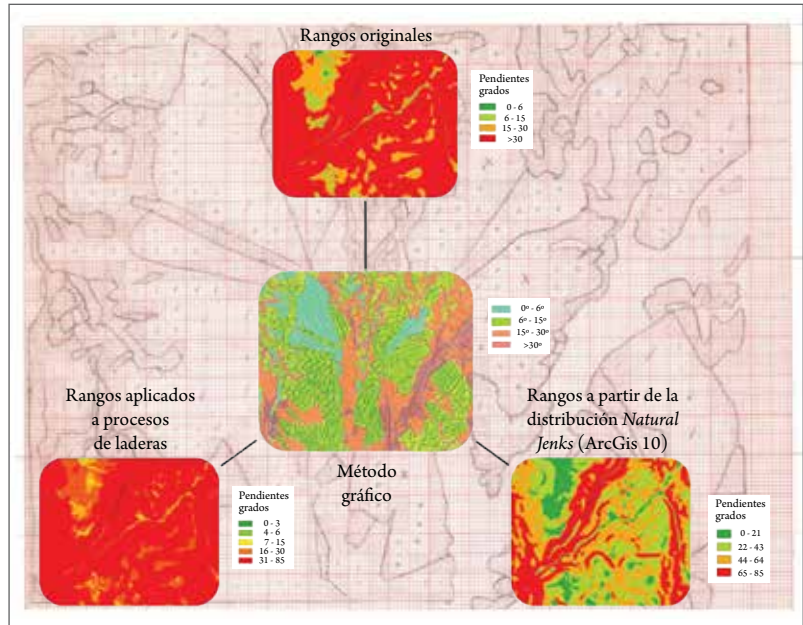 Rangos originales
Pendientes
grados
0 - 6
6 - 15
15 - 30
>30
0º - 6º
6º - 15º
15º - 30º
>30º
Método
gráfico
Rangos aplicados
a procesos
de laderas
Pendientes
grados
0 - 3
4 - 6
7 - 15
16 - 30
31 - 85
Rangos a partir de la
distribución Natural
Jenks (ArcGis 10)
Pendientes
grados
0 - 21
22 - 43
44 - 64
65 - 85